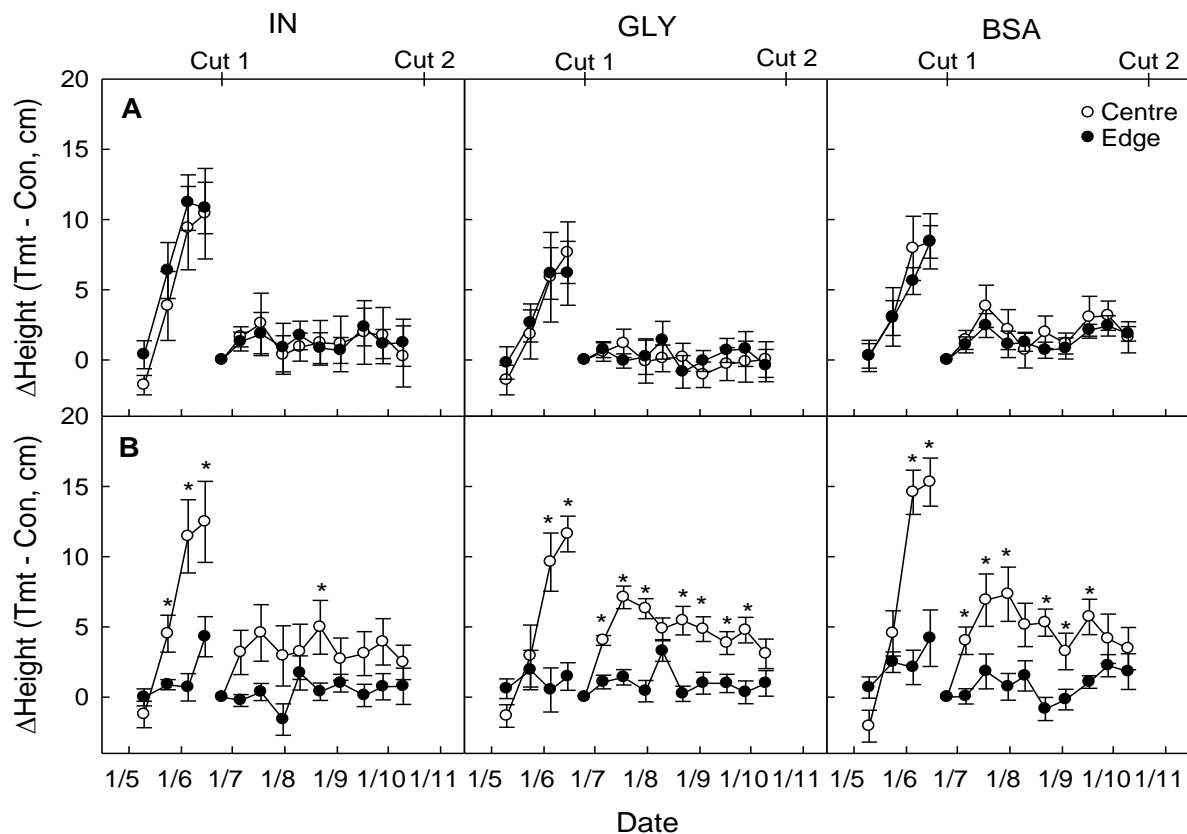 IN GLY BSA
Cut 1 Cut 2 Cut 1 Cut 2 Cut 1 Cut 2
20
A
Centre
Edge
15
10
5
0
ΔHeight (Tmt - Con, cm)
20
B
* * *
* *
* * * * * * *
* *
* * * * *
*
15
10
5
0
ΔHeight (Tmt - Con, cm)
1/5 1/6 1/7 1/8 1/9 1/10 1/11 1/5 1/6 1/7 1/8 1/9 1/10 1/11 1/5 1/6 1/7 1/8 1/9 1/10 1/11
Date